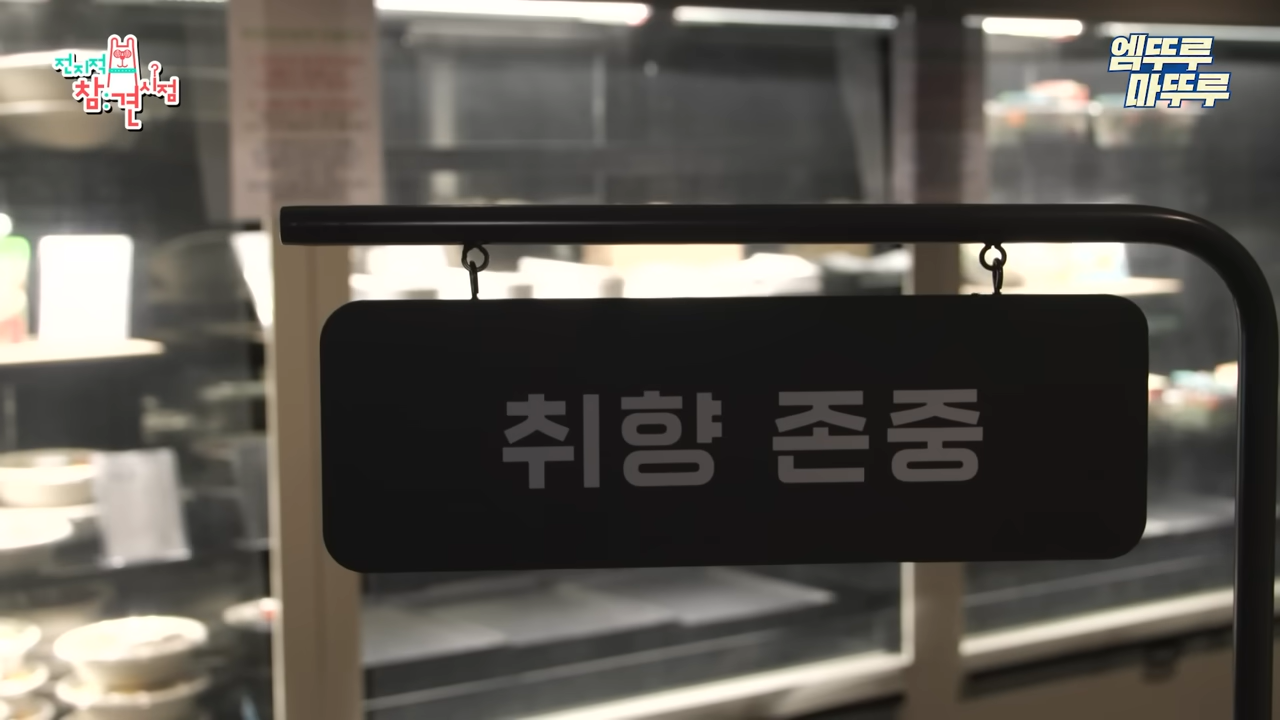 전지적
참견시점
엠뚜루
마뚜루
취향 존중